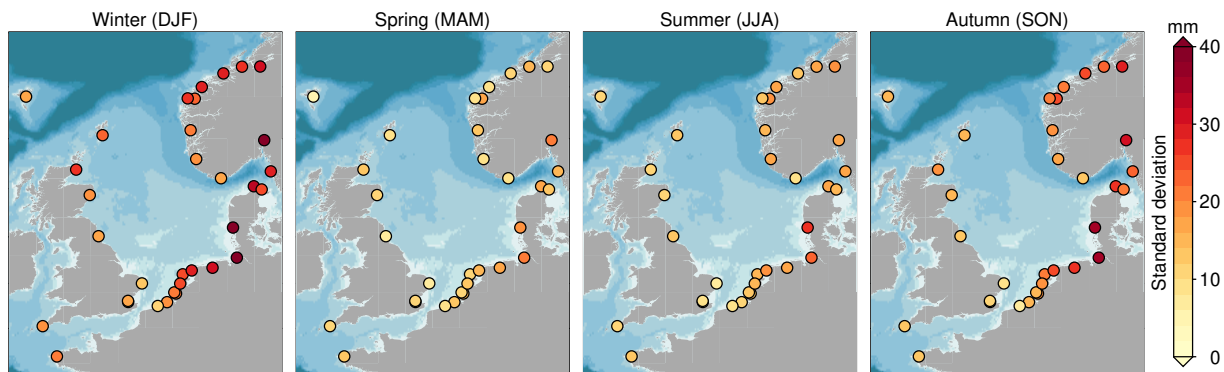 Winter (DJF)
Spring (MAM)
Summer (JJA)
Autumn (SON)
mm
40
30
20
10
0
Standard deviation